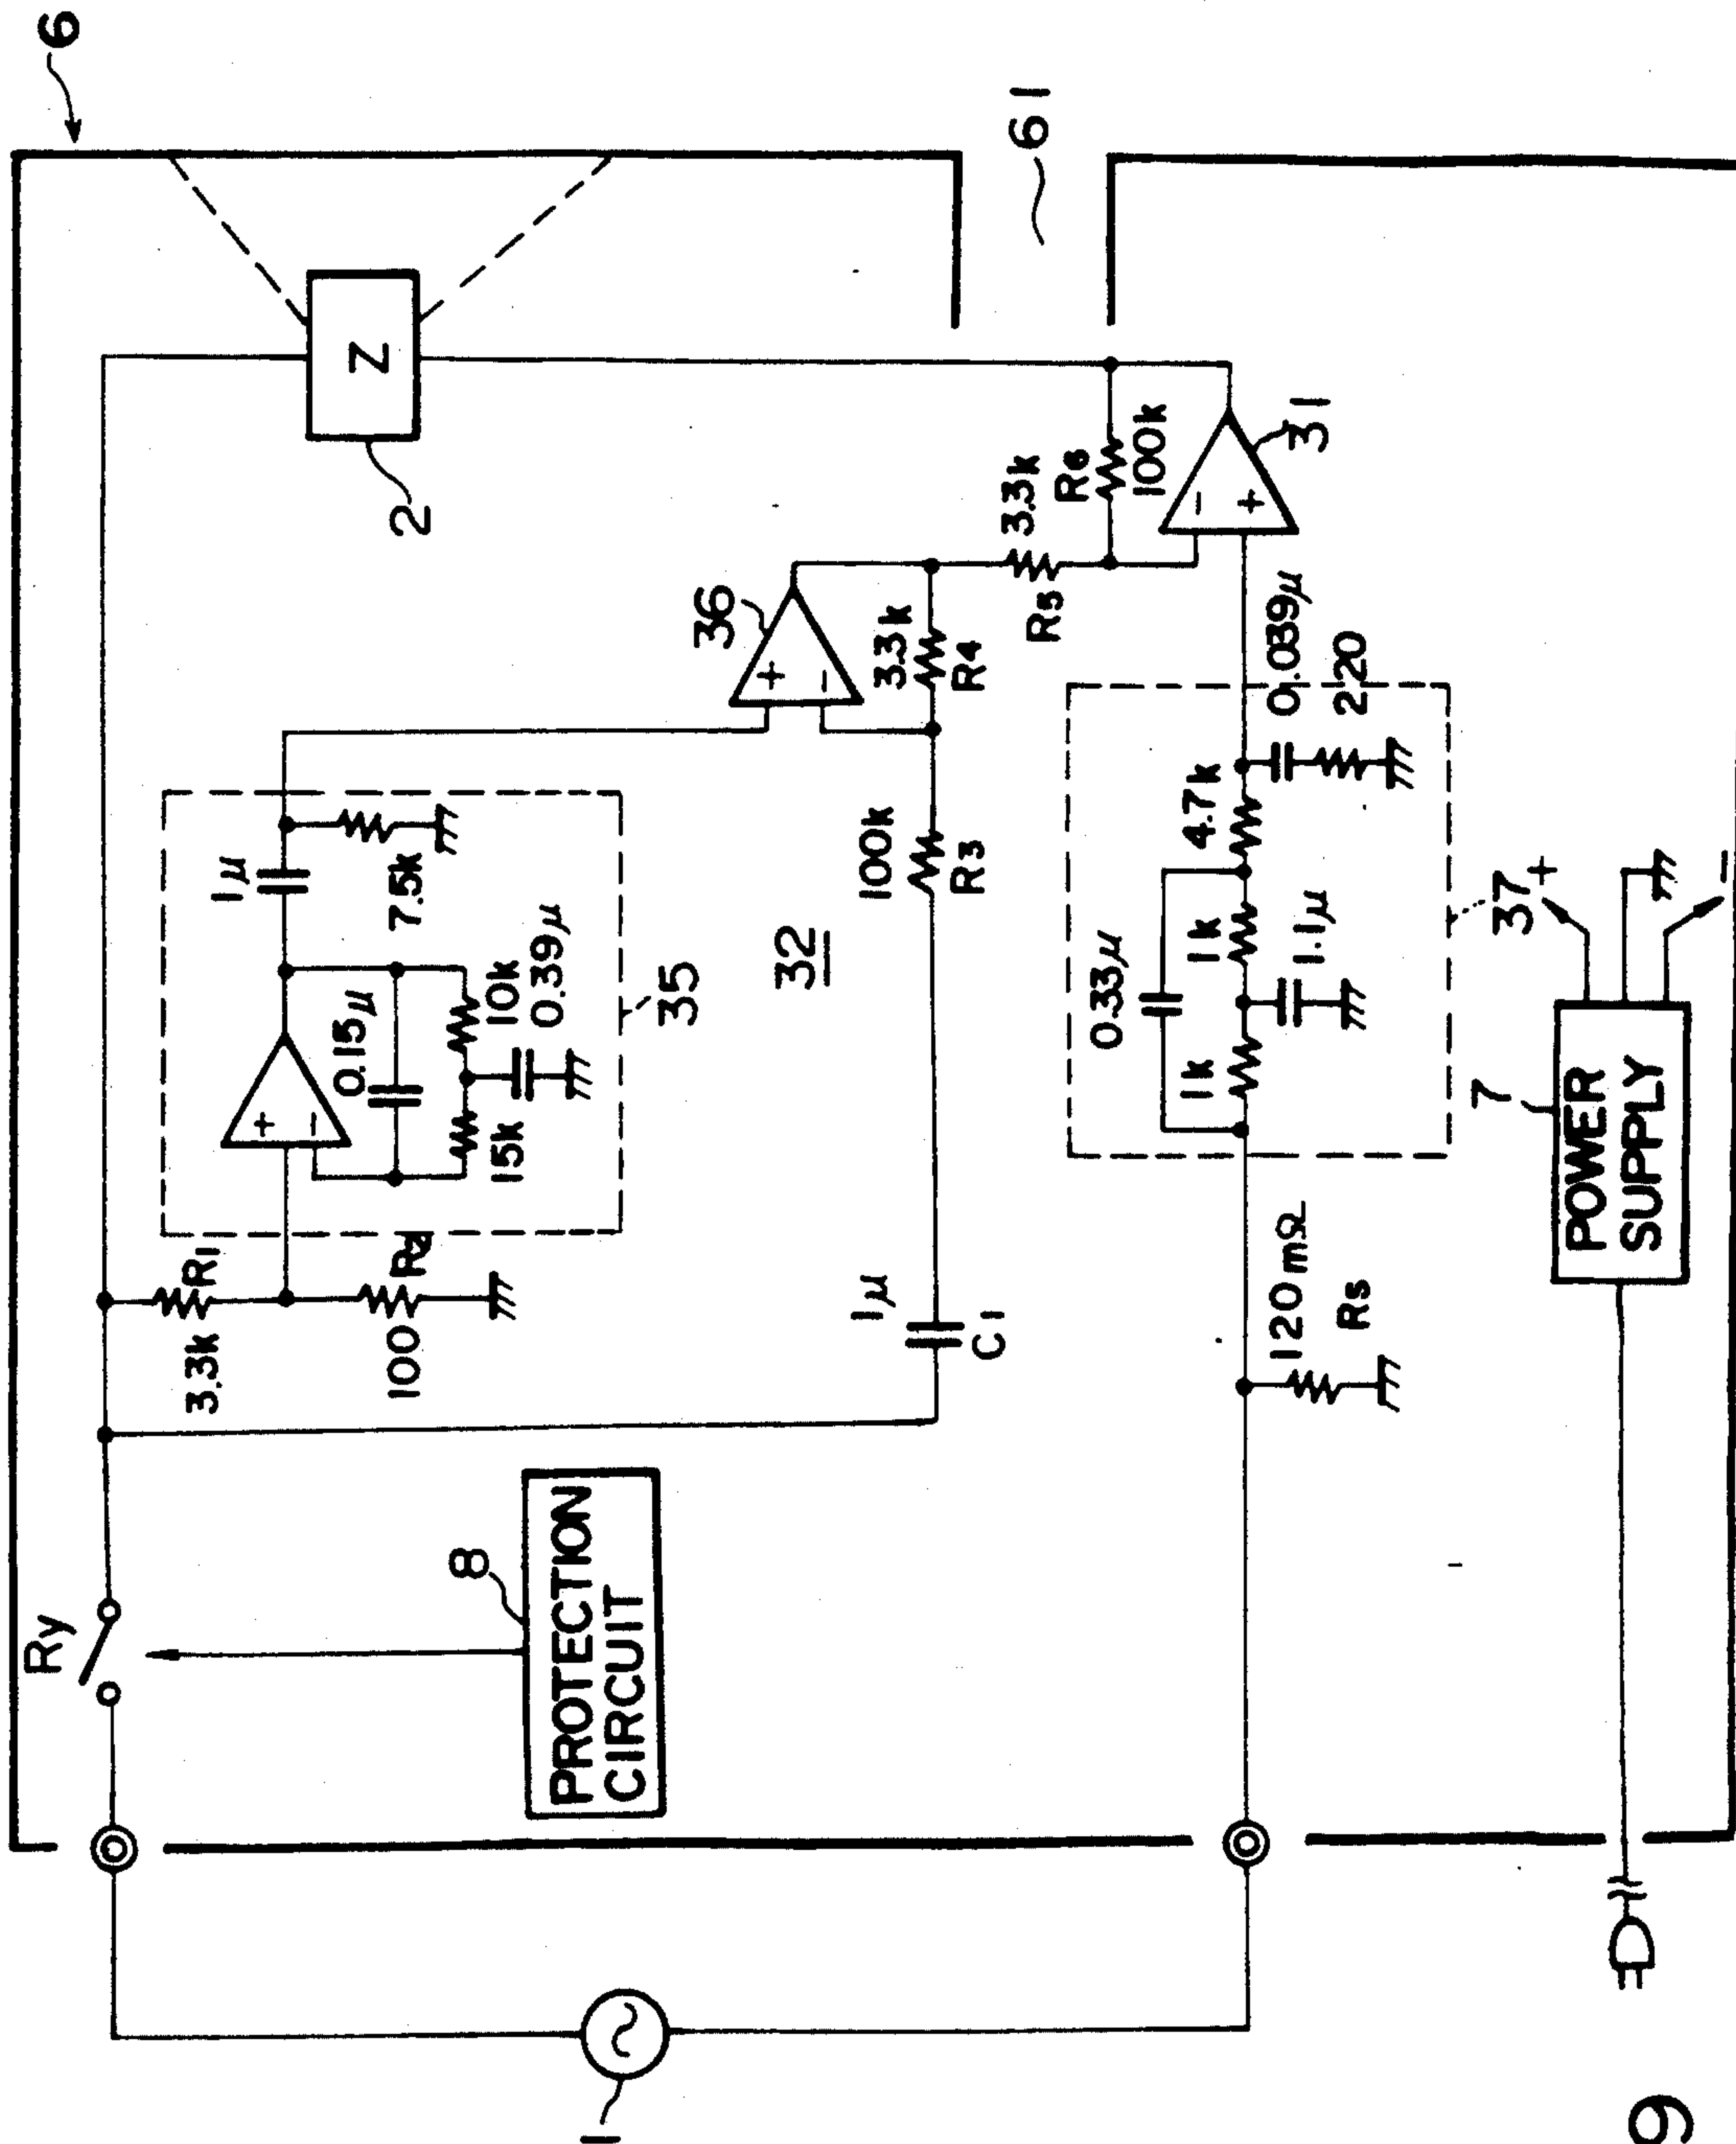 6
61
Z
2
31
3.3k
R6
100k
R5
36
3.3k
R4
0.039μ
220
1μ
7.5k
100k
R3
4.7k
32
37
+
−
0.33μ
1k
1.1μ
1k
0.15μ
10k
0.39μ
15k
35
7
POWER
SUPPLY
R1
3.3k
100
1μ
C1
120mΩ
Rs
Ry
8
PROTECTION
CIRCUIT
1
9